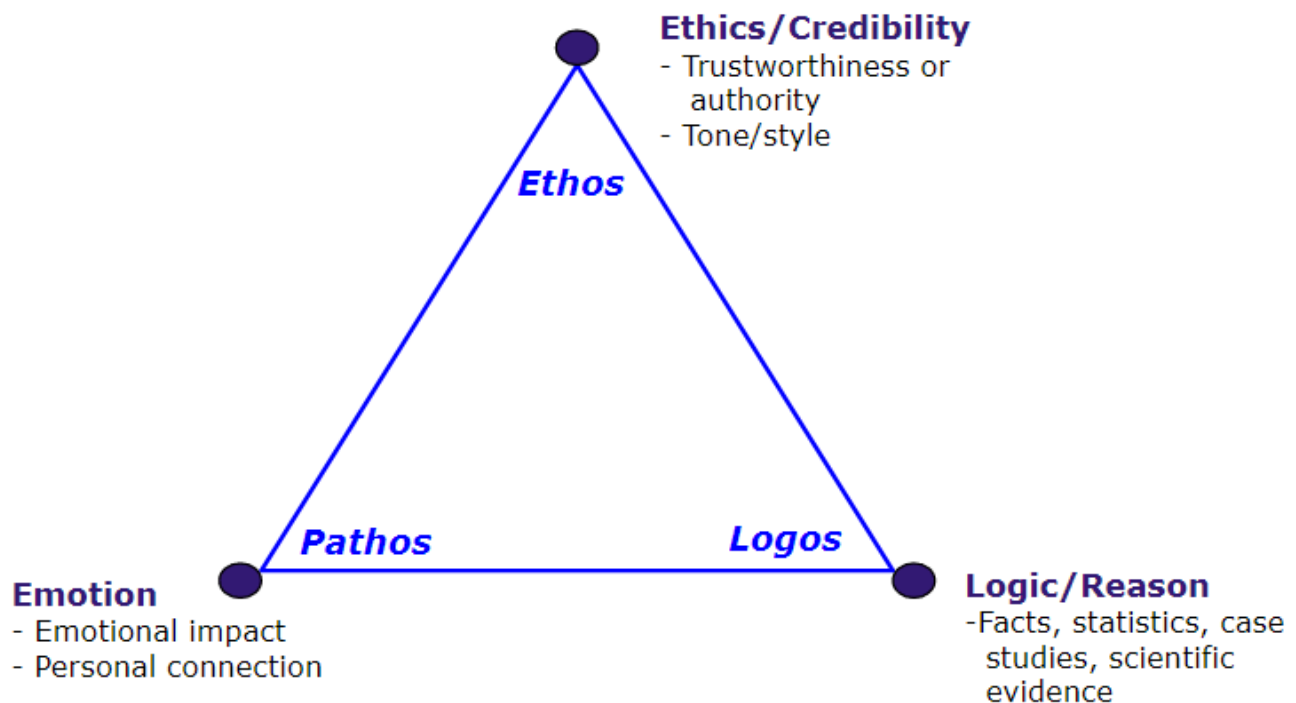 Ethics/Credibility
- Trustworthiness or
authority
- Tone/style
Ethos
Pathos
Logos
Emotion
- Emotional impact
- Personal connection
Logic/Reason
-Facts, statistics, case
studies, scientific
evidence